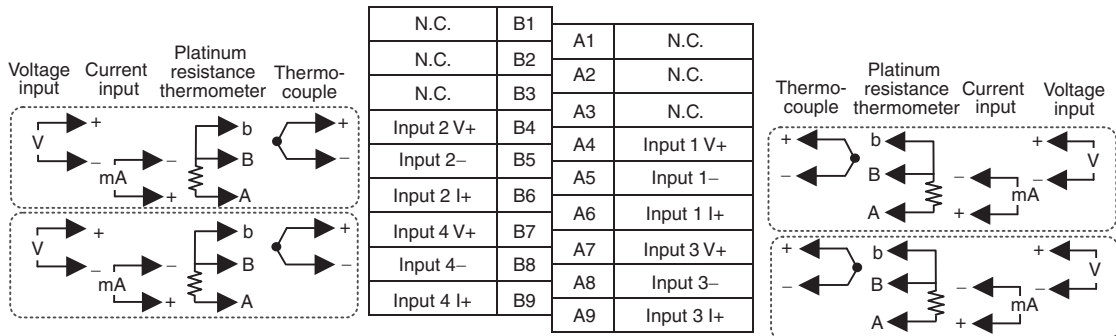 Voltage input
Current input
Platinum resistance thermometer
Thermo-couple
+
V
−
−
mA
+
b
B
A
+
−
+
V
−
−
mA
+
b
B
A
+
−
N.C. B1
N.C. B2
N.C. B3
Input 2 V+ B4
Input 2− B5
Input 2 I+ B6
Input 4 V+ B7
Input 4− B8
Input 4 I+ B9
A1 N.C.
A2 N.C.
A3 N.C.
A4 Input 1 V+
A5 Input 1−
A6 Input 1 I+
A7 Input 3 V+
A8 Input 3−
A9 Input 3 I+
Thermo-couple
Platinum resistance thermometer
Current input
Voltage input
+
−
b
B
A
−
mA
+
+
V
−
+
−
b
B
A
−
mA
+
+
V
−